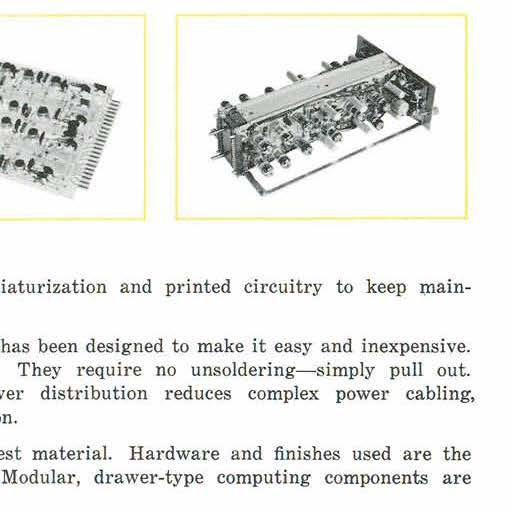 iaturization and printed circuitry to keep main-
has been designed to make it easy and inexpensive.
They require no unsoldering—simply pull out.
ver distribution reduces complex power cabling,
on.
est material. Hardware and finishes used are the
Modular, drawer-type computing components are